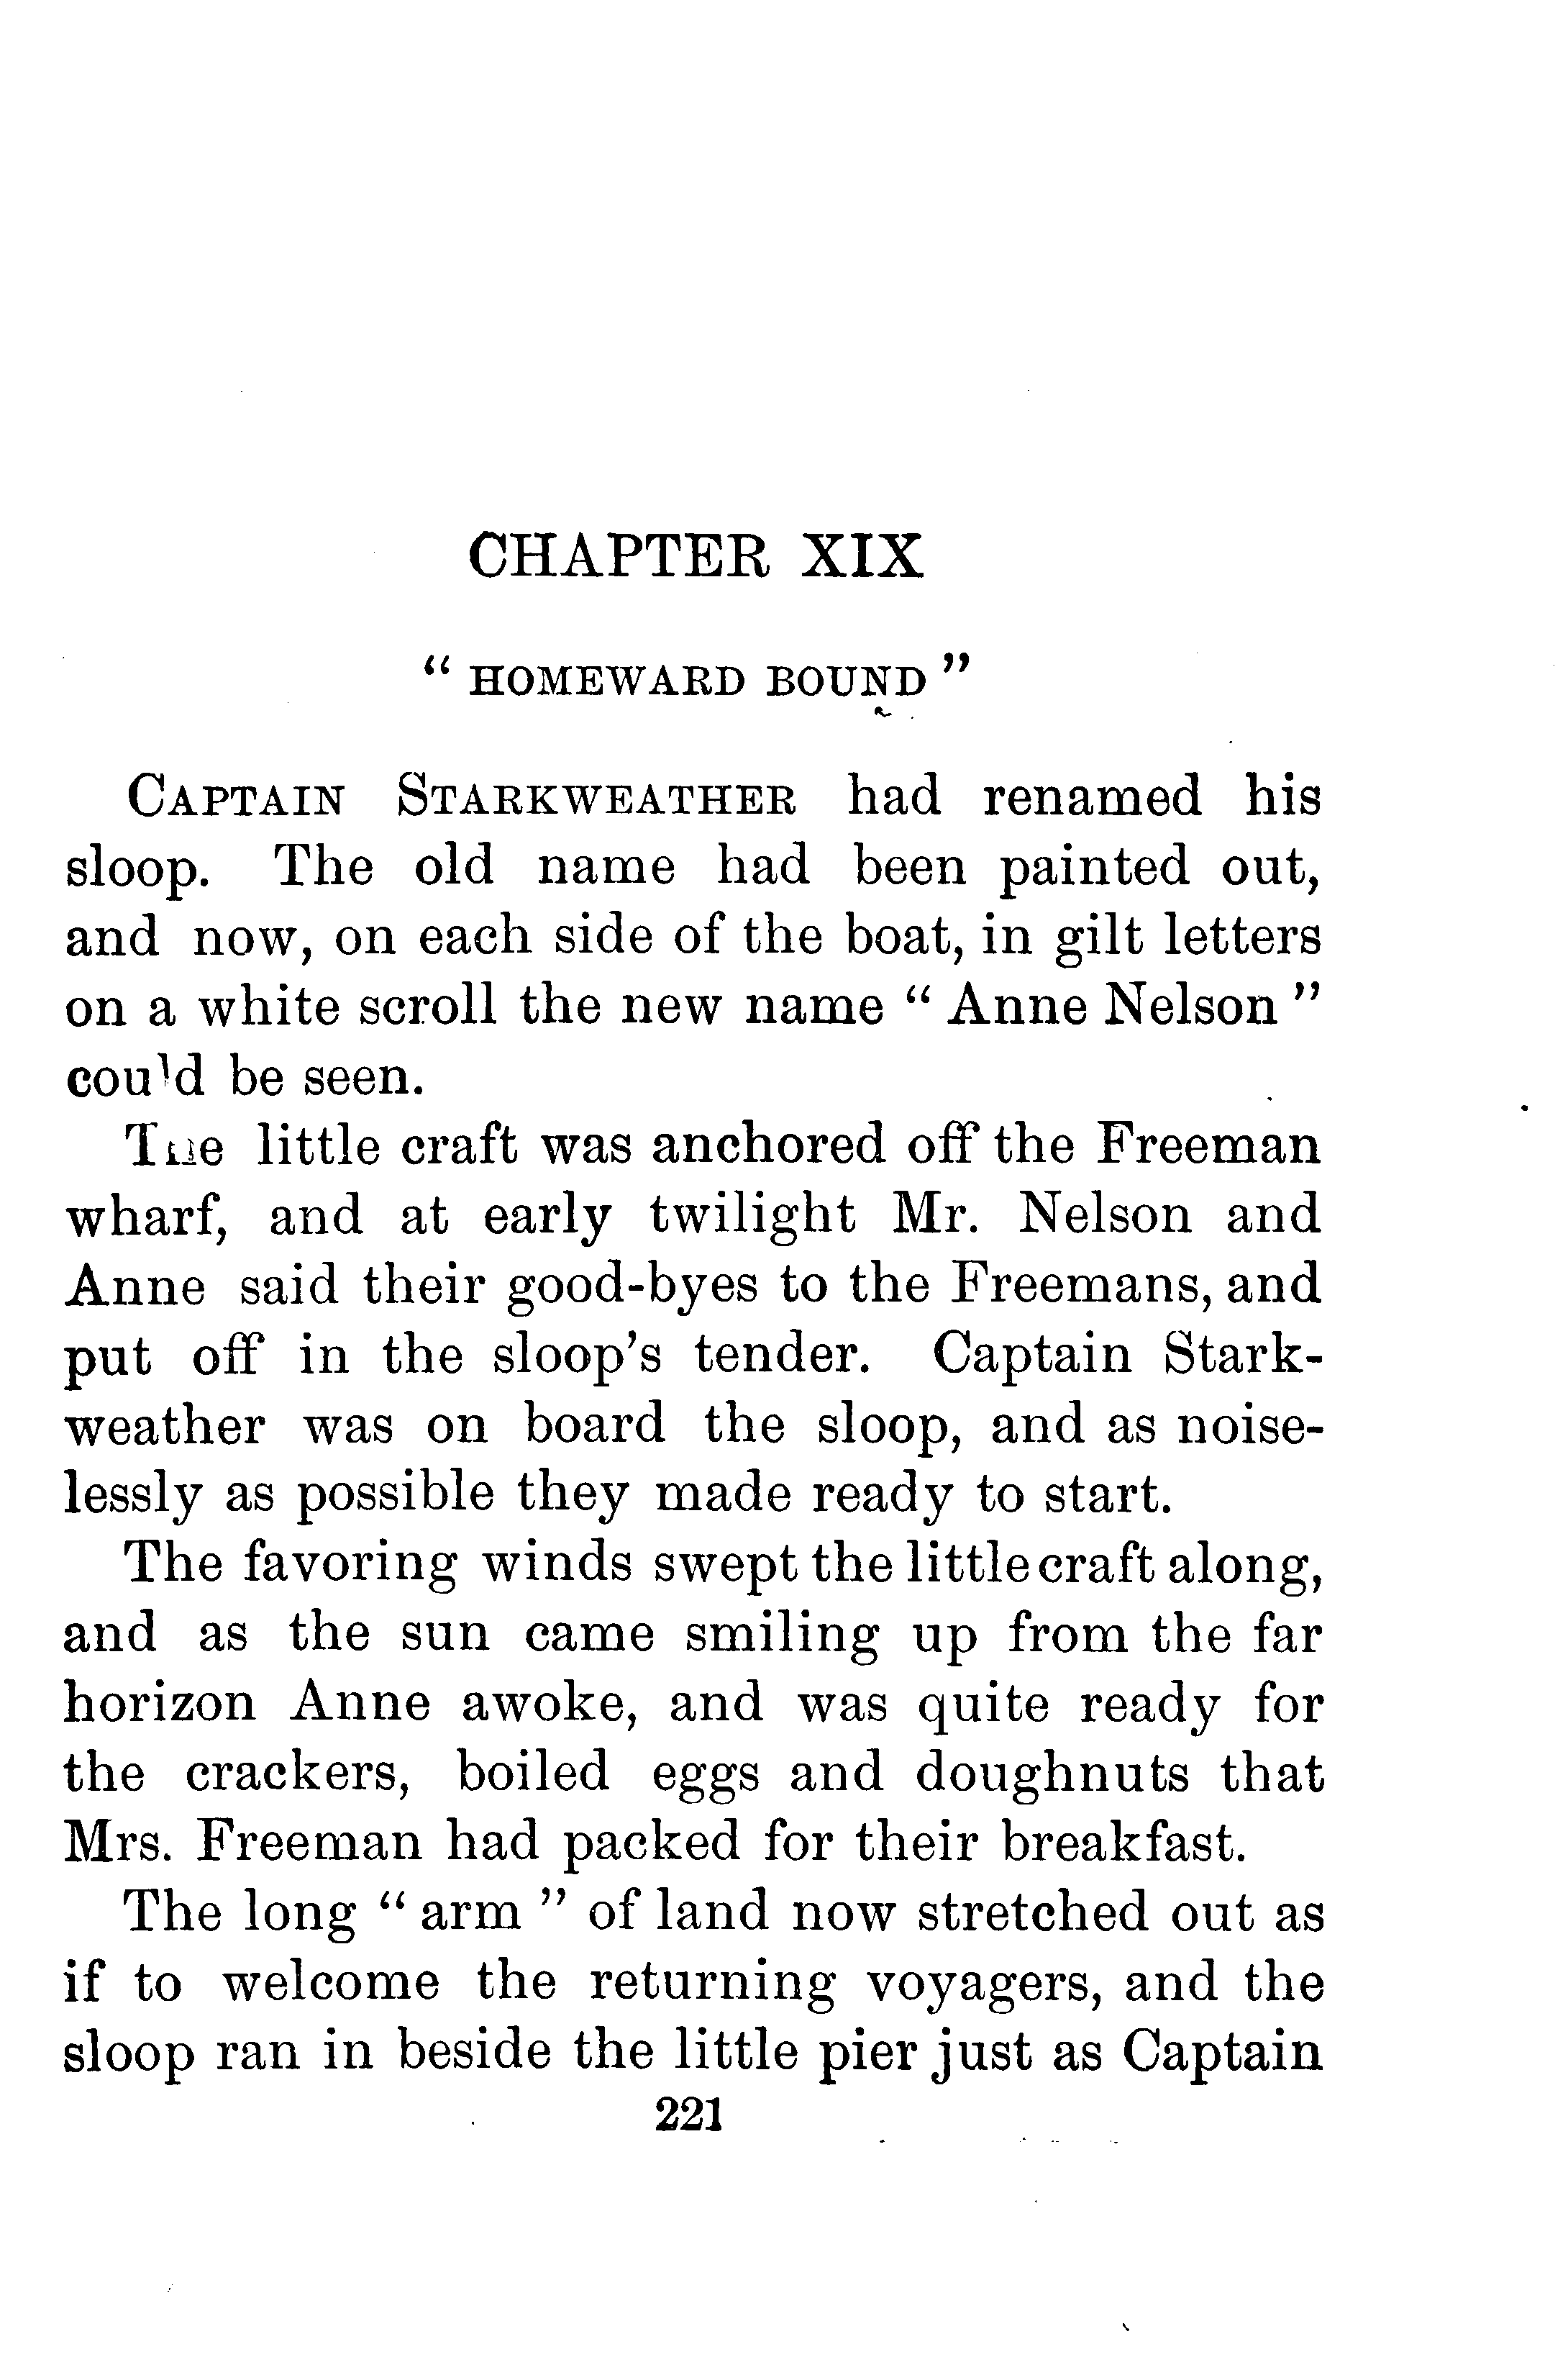 CHAPTER XIX
" HOMEWARD BOUND "
CAPTAIN STARKWEATHER had renamed his
sloop. The old name had been painted out,
and now, on each side of the boat, in gilt letters
on a white scroll the new name " Anne Nelson "
could be seen.
The little craft was anchored off the Freeman
wharf, and at early twilight Mr. Nelson and
Anne said their good-byes to the Freemans, and
put off in the sloop's tender. Captain Stark-
weather was on board the sloop, and as noise-
lessly as possible they made ready to start.
The favoring winds swept the little craft along,
and as the sun came smiling up from the far
horizon Anne awoke, and was quite ready for
the crackers, boiled eggs and doughnuts that
Mrs. Freeman had packed for their breakfast.
The long " arm " of land now stretched out as
if to welcome the returning voyagers, and the
sloop ran in beside the little pier just as Captain
221